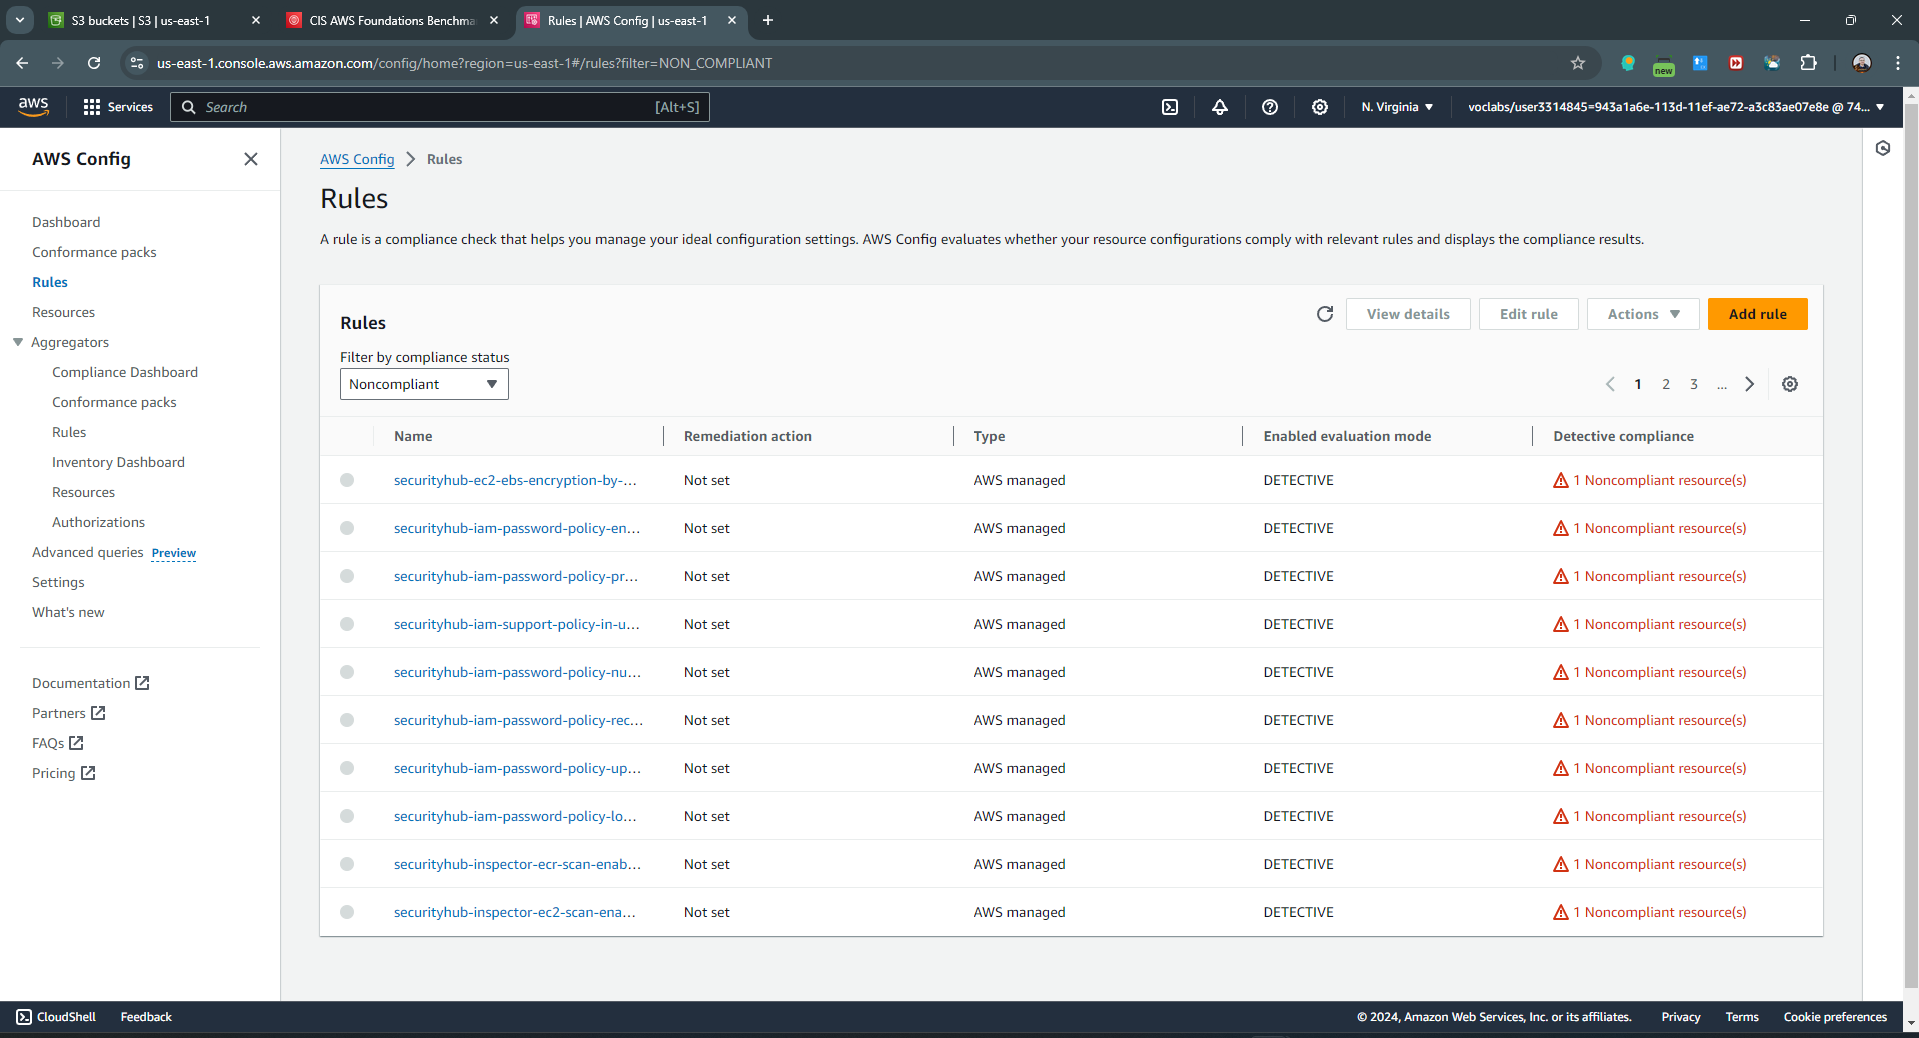 S3 buckets | S3 | us-east-1
CIS AWS Foundations Benchma
Rules | AWS Config | us-east-1
us-east-1.console.aws.amazon.com/config/home?region=us-east-1#/rules?filter=NON_COMPLIANT
new
aws
Services
Search
[Alt+S]
N. Virginia
voclabs/user3314845=943a1a6e-113d-11ef-ae72-a3c83ae07e8e @ 74...
AWS Config
Dashboard
Conformance packs
Rules
Resources
Aggregators
Compliance Dashboard
Conformance packs
Rules
Inventory Dashboard
Resources
Authorizations
Advanced queries Preview
Settings
What's new
Documentation
Partners
FAQs
Pricing
AWS Config > Rules
Rules
A rule is a compliance check that helps you manage your ideal configuration settings. AWS Config evaluates whether your resource configurations comply with relevant rules and displays the compliance results.
Rules
View details
Edit rule
Actions
Add rule
Filter by compliance status
Noncompliant
1 2 3 ...
Name Remediation action Type Enabled evaluation mode Detective compliance
securityhub-ec2-ebs-encryption-by-... Not set AWS managed DETECTIVE 1 Noncompliant resource(s)
securityhub-iam-password-policy-en... Not set AWS managed DETECTIVE 1 Noncompliant resource(s)
securityhub-iam-password-policy-pr... Not set AWS managed DETECTIVE 1 Noncompliant resource(s)
securityhub-iam-support-policy-in-u... Not set AWS managed DETECTIVE 1 Noncompliant resource(s)
securityhub-iam-password-policy-nu... Not set AWS managed DETECTIVE 1 Noncompliant resource(s)
securityhub-iam-password-policy-rec... Not set AWS managed DETECTIVE 1 Noncompliant resource(s)
securityhub-iam-password-policy-up... Not set AWS managed DETECTIVE 1 Noncompliant resource(s)
securityhub-iam-password-policy-lo... Not set AWS managed DETECTIVE 1 Noncompliant resource(s)
securityhub-inspector-ecr-scan-enab... Not set AWS managed DETECTIVE 1 Noncompliant resource(s)
securityhub-inspector-ec2-scan-ena... Not set AWS managed DETECTIVE 1 Noncompliant resource(s)
CloudShell
Feedback
© 2024, Amazon Web Services, Inc. or its affiliates.
Privacy
Terms
Cookie preferences